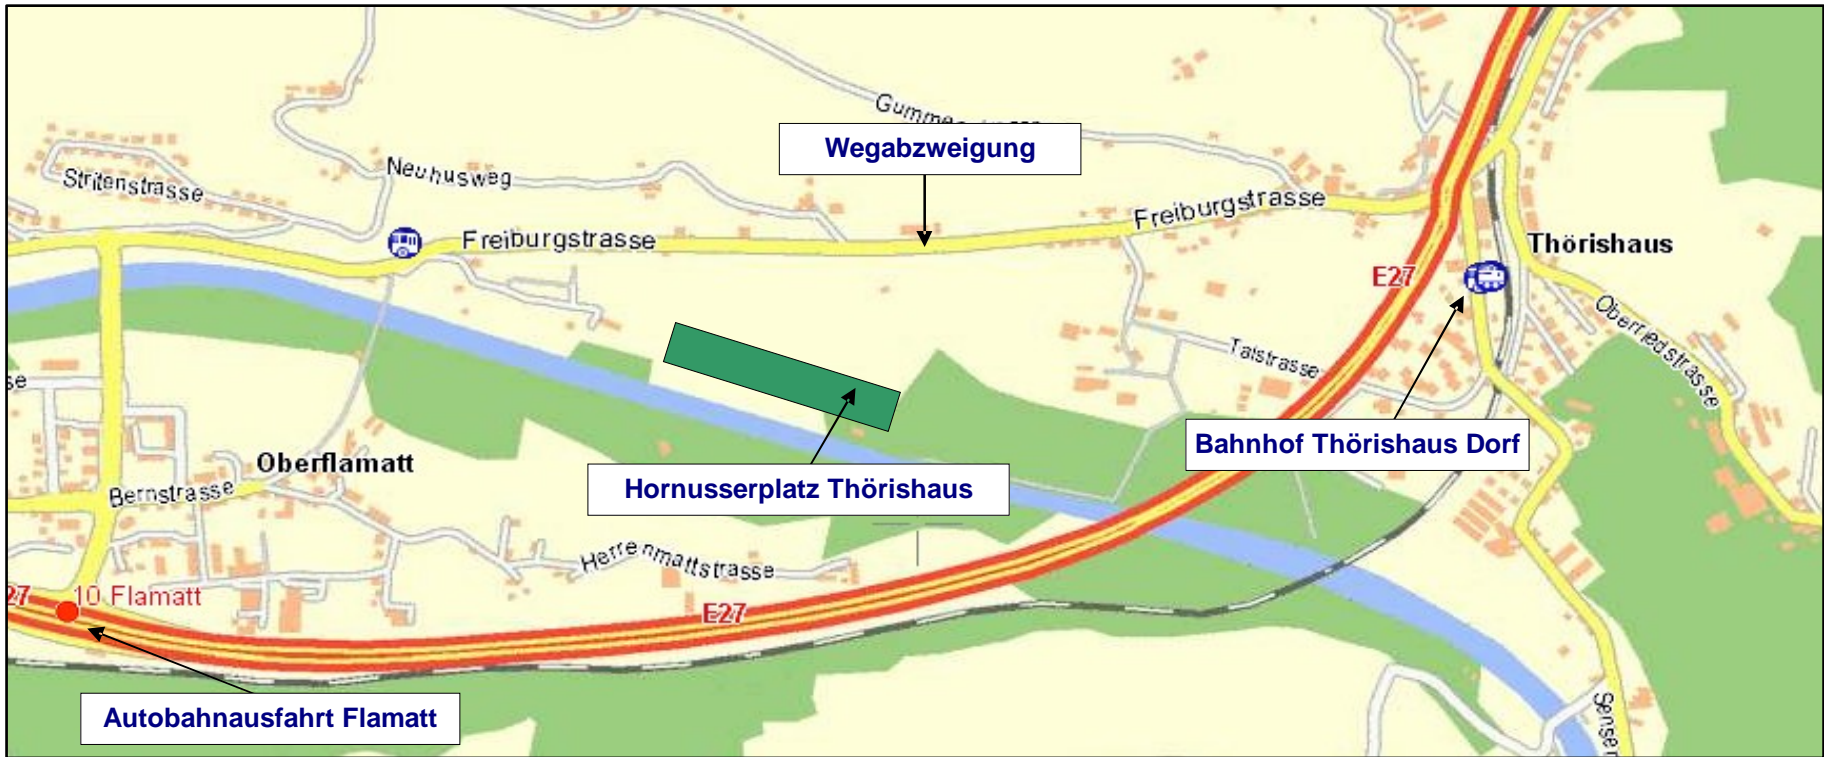 Wegabzweigung
Neuhusweg
Stritenstrasse
Freiburgstrasse
Freiburgstrasse
Thörishaus
E27
Oberriedstrasse
Talstrasse
Bahnhof Thörishaus Dorf
Oberflamatt
Bernstrasse
Hornusserplatz Thörishaus
Herrenmattstrasse
27
10 Flamatt
E27
Autobahnausfahrt Flamatt